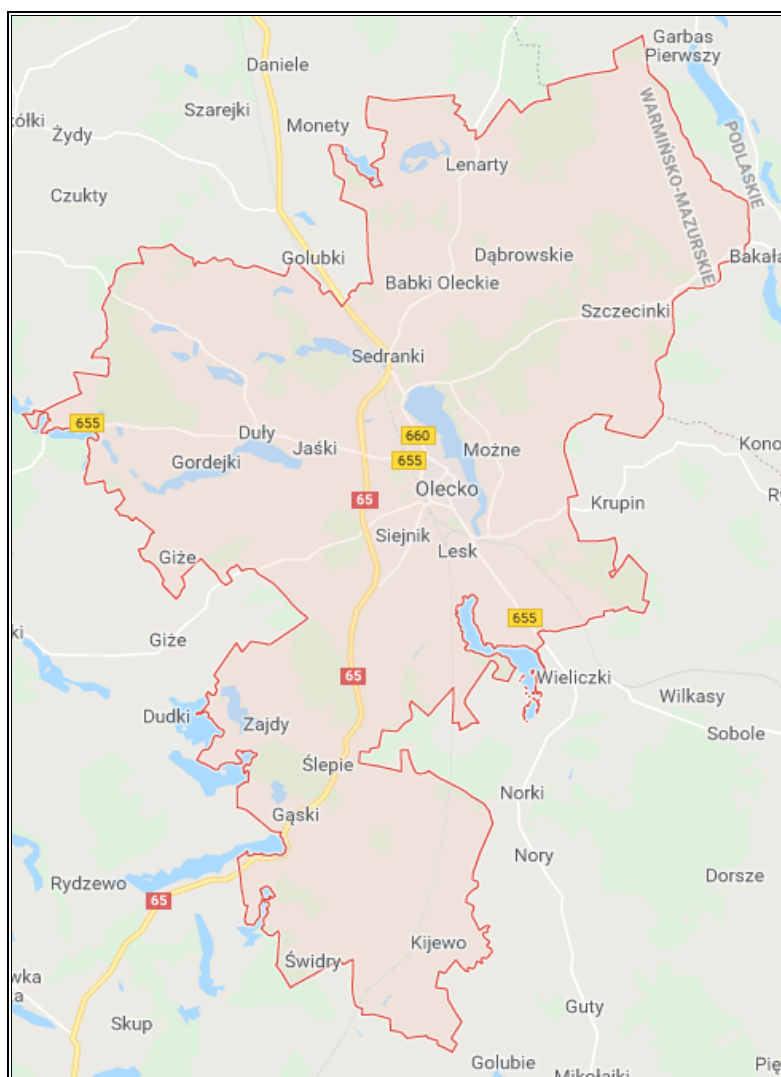 Garbas
Pierwszy
Daniele
Szarejki
Monety
Żydy
Lenarty
WARMIŃSKO-MAZURSKIE
PODLASKIE
Czukty
Golubki
Dąbrowskie
Babki Oleckie
Szczecinki
Sedranki
655
Duły
Jaśki
660
655
Możne
Gordejki
Olecko
65
Krupin
Siejnik
Lesk
Giże
655
Giże
65
Wieliczki
Wilkasy
Dudki
Zajdy
Sobole
Ślepie
Norki
Gąski
Nory
Rydzewo
65
Dorsze
Kijewo
Świdry
Guty
Skup
Golubie